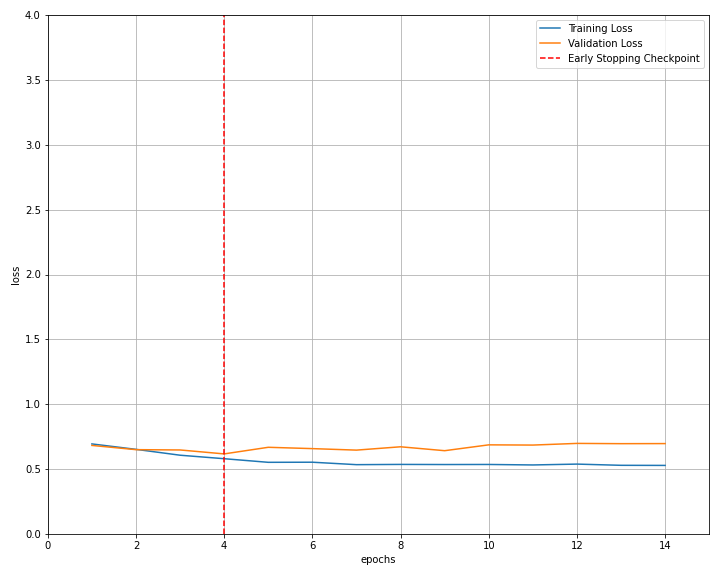 4.0
3.5
3.0
2.5
2.0
1.5
1.0
0.5
0.0
loss
Training Loss
Validation Loss
Early Stopping Checkpoint
0 2 4 6 8 10 12 14
epochs